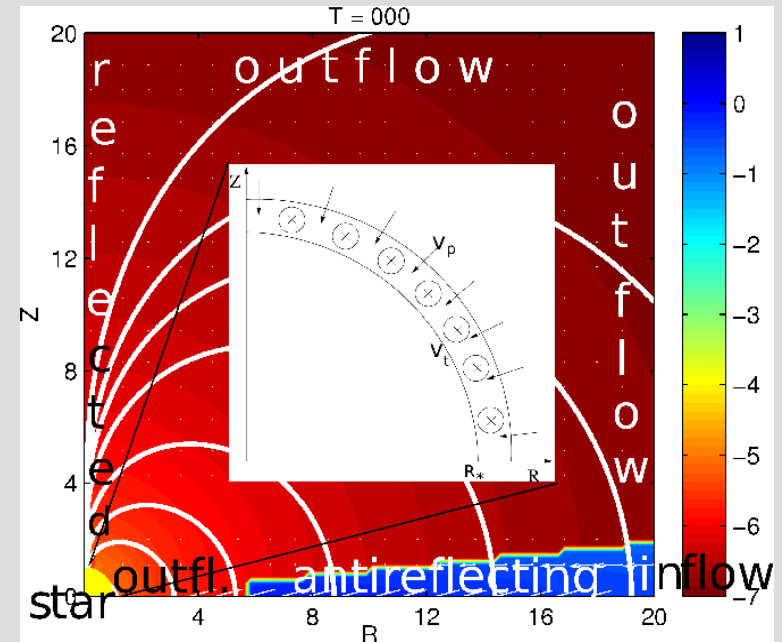 T = 000
outflow
reflected
outflow
Z
20
16
12
8
4
0
Z
v_p
v_t
R_*
R
star
outfl.
antireflecting
inflow
4
8
12
16
20
R
1
0
−1
−2
−3
−4
−5
−6
−7